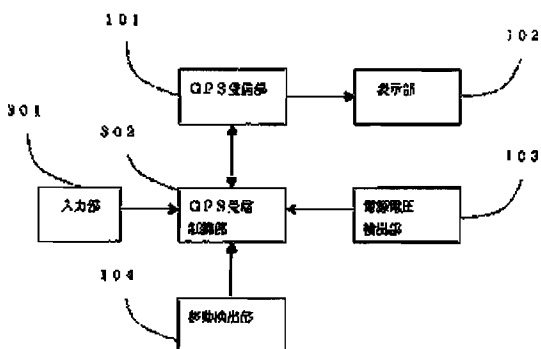 101
102
GPS受信部
表示部
301
302
103
入力部
GPS受信
制御部
電源電圧
検出部
104
移動検出部